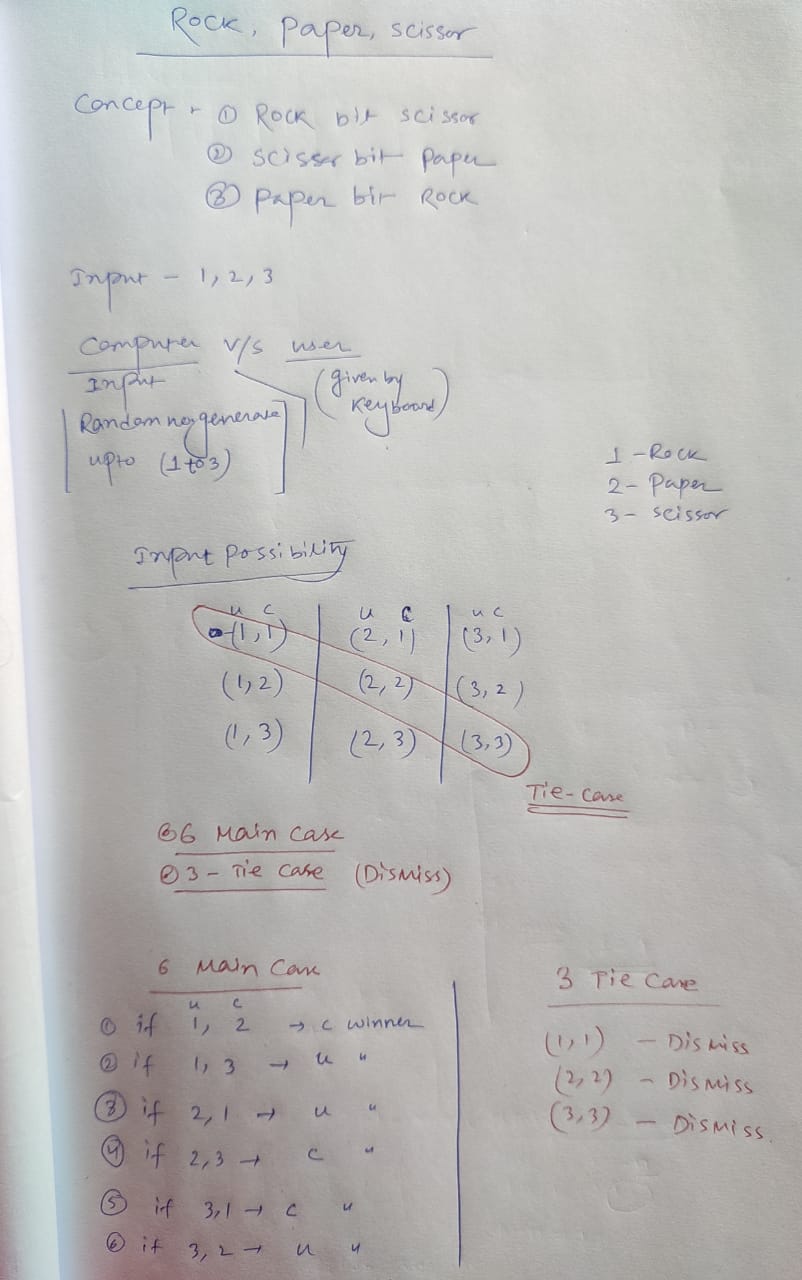 Rock, Paper, scissor
Concept - ① Rock bit scissor
② scisser bit Paper
③ Paper bit Rock
Input - 1, 2, 3
Computer v/s user
Input
(given by
Keyboard)
Random no, generate
upto (1 to 3)
1 - Rock
2 - Paper
3 - scissor
Input Possibility
u c u c u c
(1,1) (2,1) (3,1)
(1,2) (2,2) (3,2)
(1,3) (2,3) (3,3)
Tie-Case
6 Main Case
3 - Tie Case (Dismiss)
6 Main Case
u c
① if 1, 2 → c winner
② if 1, 3 → u "
③ if 2, 1 → u "
④ if 2, 3 → c "
⑤ if 3, 1 → c "
⑥ if 3, 2 → u "
3 Tie Case
(1,1) - Dismiss
(2,2) - Dismiss
(3,3) - Dismiss.